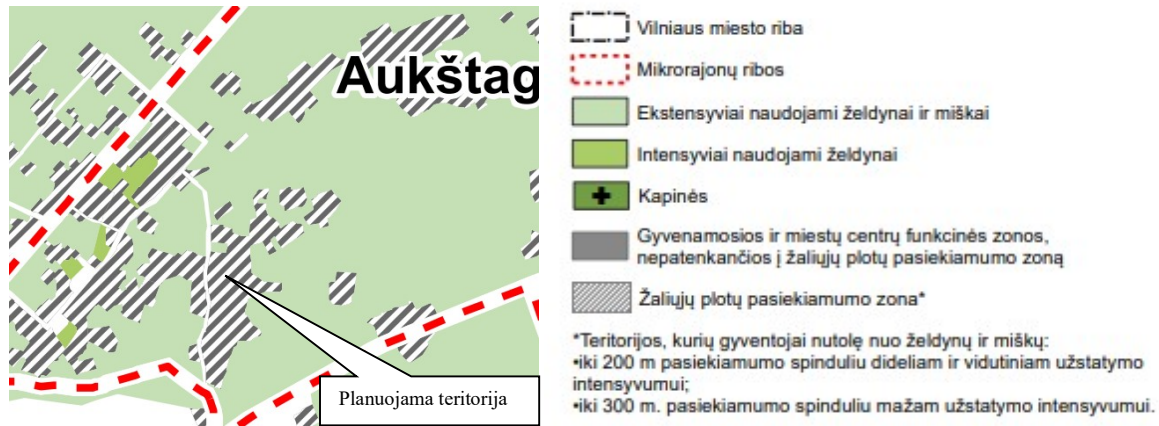 Aukštag
Planuojama teritorija
Vilniaus miesto riba
Mikrorajonų ribos
Ekstensyviai naudojami želdynai ir miškai
Intensyviai naudojami želdynai
Kapinės
Gyvenamosios ir miestų centrų funkcinės zonos,
nepatenkančios į žaliųjų plotų pasiekiamumo zoną
Žaliųjų plotų pasiekiamumo zona*
*Teritorijos, kurių gyventojai nutolę nuo želdynų ir miškų:
•iki 200 m pasiekiamumo spinduliu dideliam ir vidutiniam užstatymo
intensyvumui;
•iki 300 m. pasiekiamumo spinduliu mažam užstatymo intensyvumui.